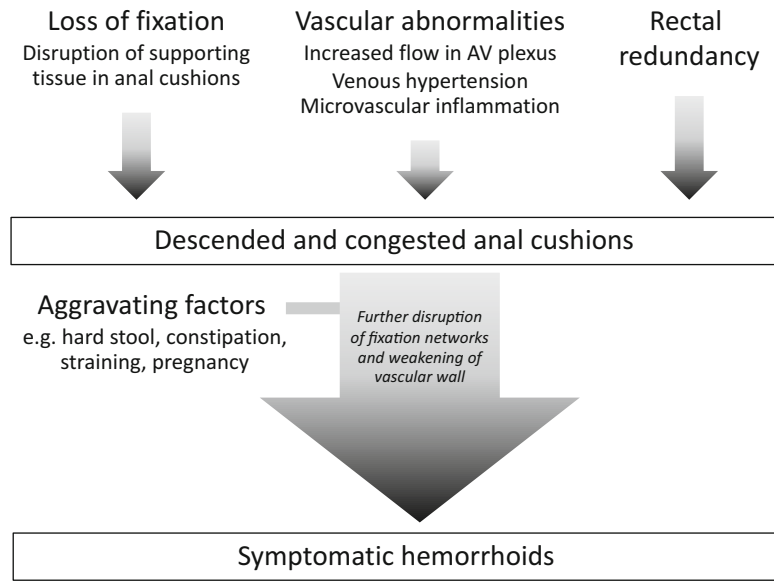 Loss of fixation
Disruption of supporting
tissue in anal cushions
Vascular abnormalities
Increased flow in AV plexus
Venous hypertension
Microvascular inflammation
Rectal
redundancy
Descended and congested anal cushions
Aggravating factors
e.g. hard stool, constipation,
straining, pregnancy
Further disruption
of fixation networks
and weakening of
vascular wall
Symptomatic hemorrhoids